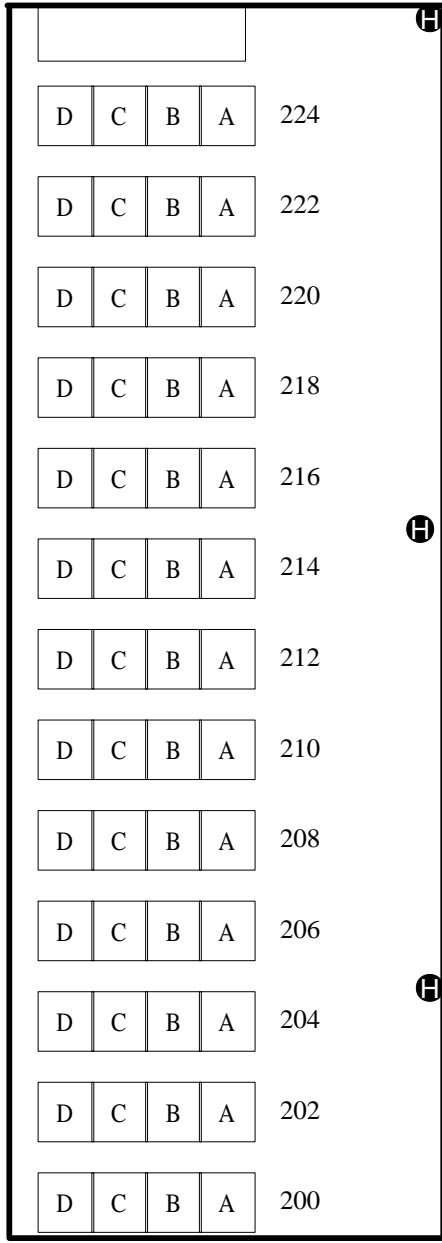 H
D C B A 224
D C B A 222
D C B A 220
D C B A 218
D C B A 216
H
D C B A 214
D C B A 212
D C B A 210
D C B A 208
D C B A 206
H
D C B A 204
D C B A 202
D C B A 200